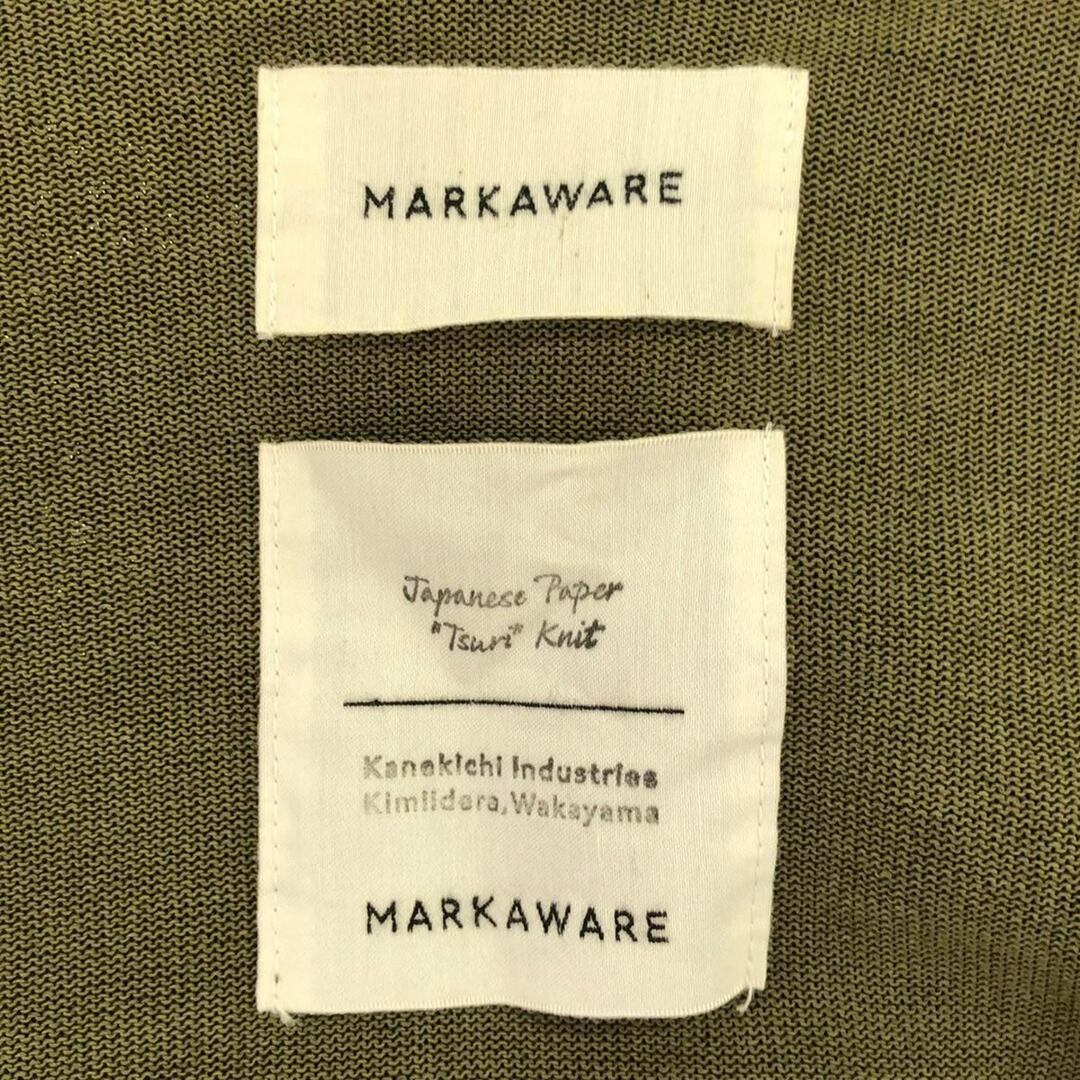 MARKAWARE
Japanese Paper
"Tsuri" Knit
Kanekichi Industries
Kimiidera,Wakayama
MARKAWARE